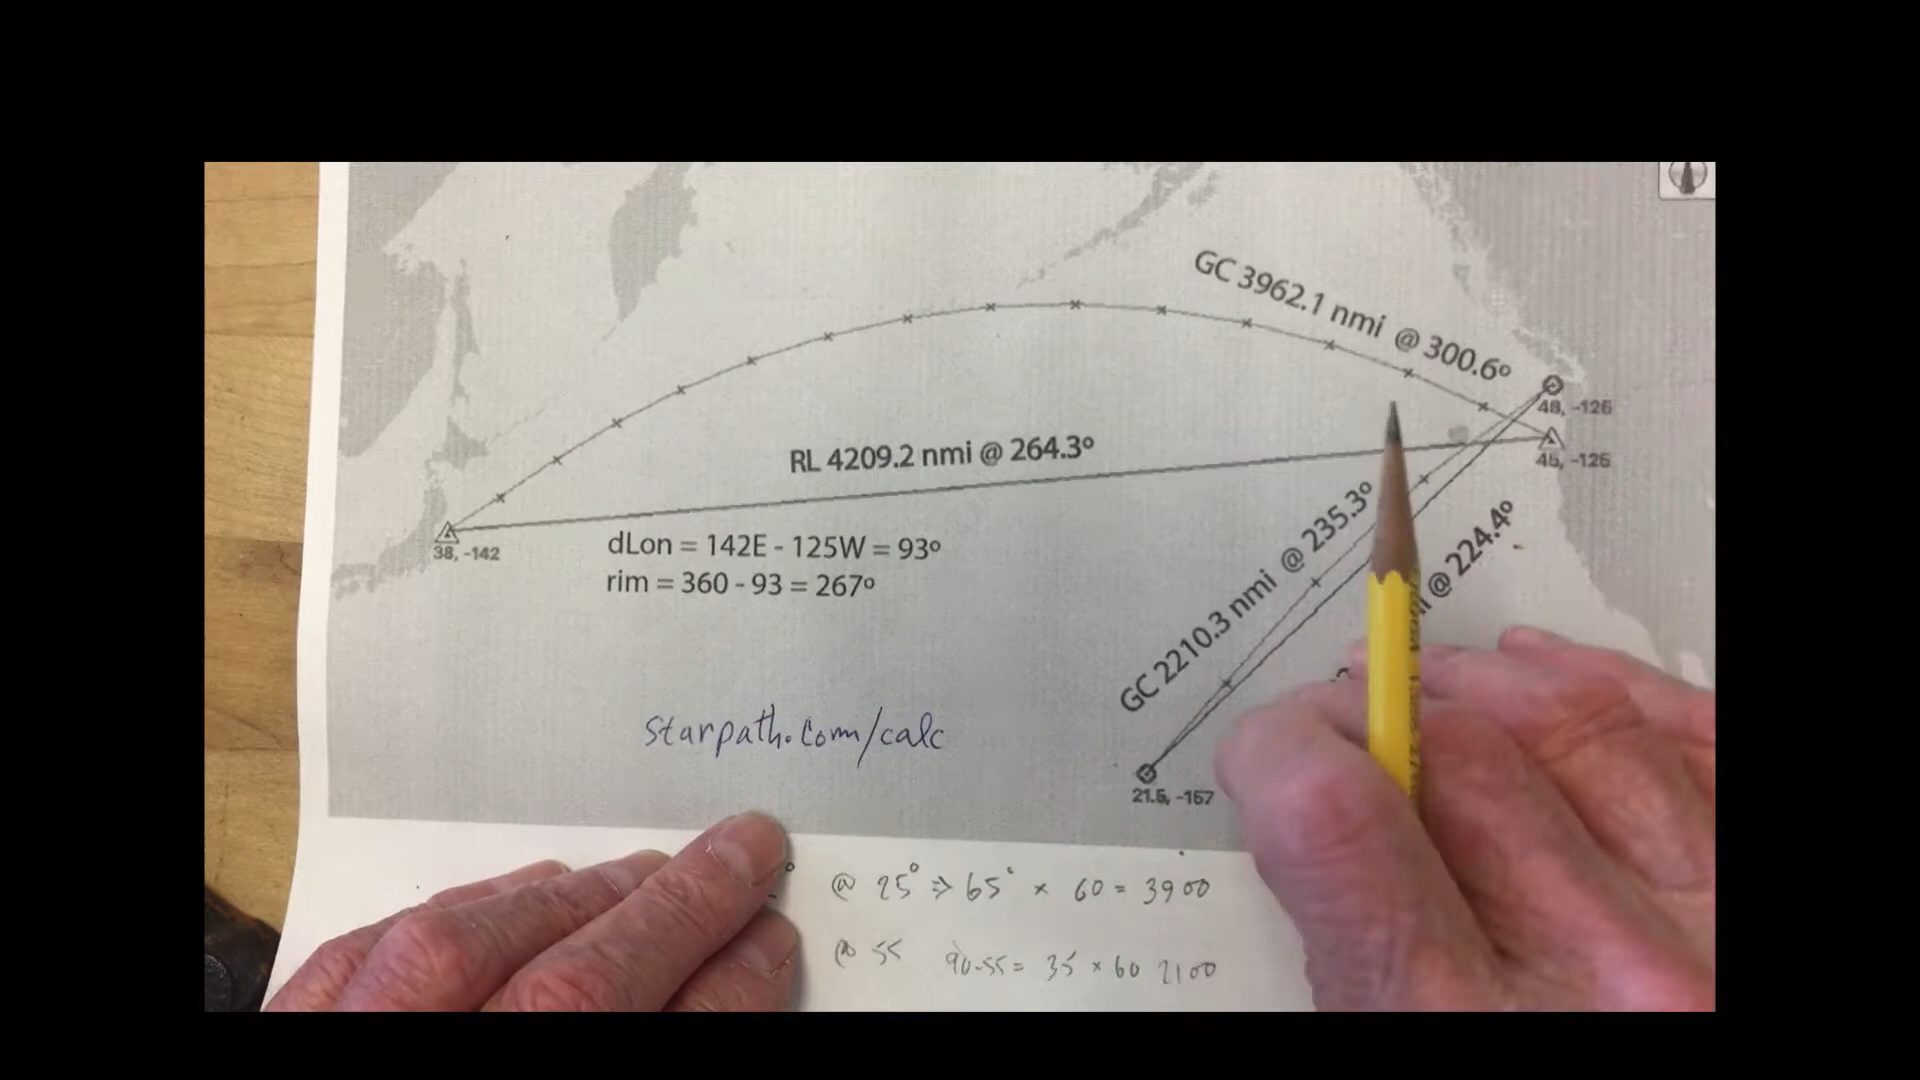 GC 3962.1 nmi @ 300.6º
48, -126
RL 4209.2 nmi @ 264.3º
45, -125
38, -142
dLon = 142E - 125W = 93º
rim = 360 - 93 = 267º
GC 2210.3 nmi @ 235.3º
@ 224.4º
starpath.com/calc
21.5, -157
@ 25° => 65° × 60 = 3900
@ 55 90-55 = 35 × 60 2100